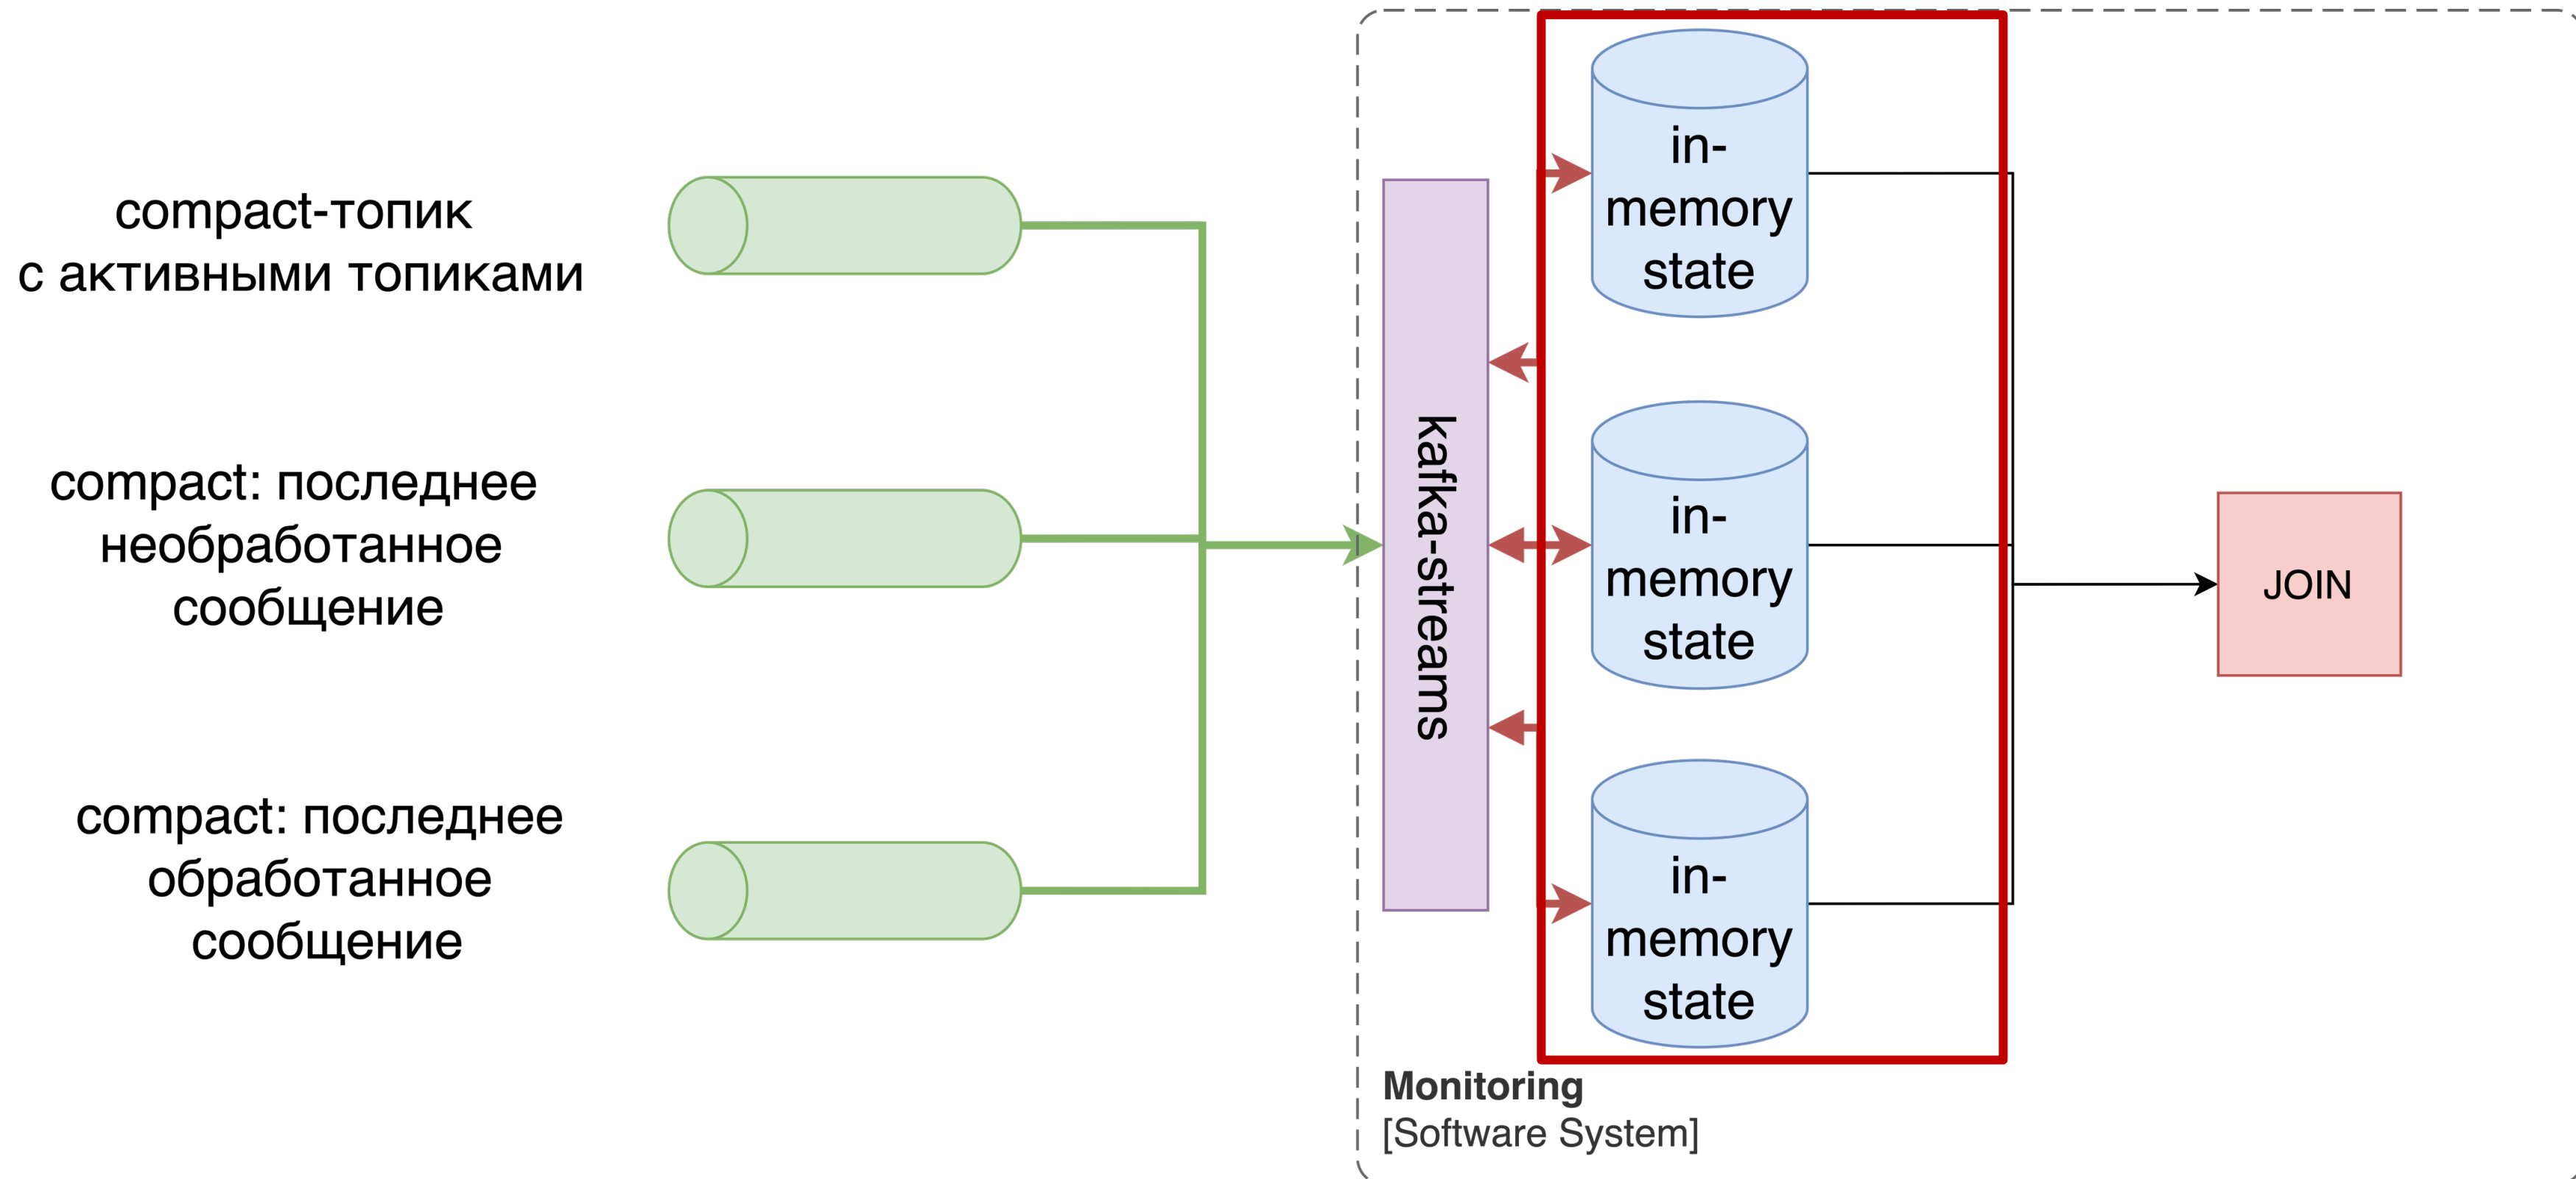 compact-топик
с активными топиками
compact: последнее
необработанное
сообщение
compact: последнее
обработанное
сообщение
kafka-streams
in-
memory
state
in-
memory
state
in-
memory
state
JOIN
Monitoring
[Software System]